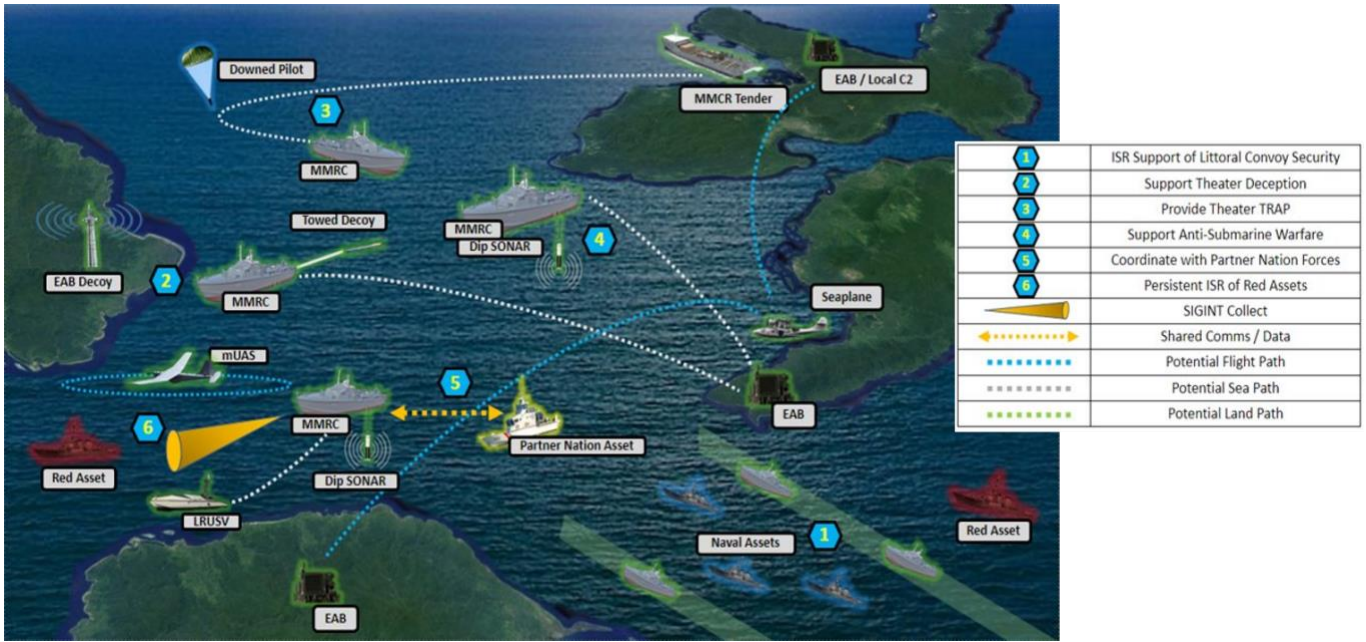 Downed Pilot
EAB / Local C2
MMCR Tender
3
MMRC
Towed Decoy
MMRC
Dip SONAR
4
EAB Decoy
2
MMRC
Seaplane
mUAS
5
EAB
6
MMRC
Partner Nation Asset
Red Asset
Dip SONAR
LRUSV
Naval Assets
1
Red Asset
EAB
1 ISR Support of Littoral Convoy Security
2 Support Theater Deception
3 Provide Theater TRAP
4 Support Anti-Submarine Warfare
5 Coordinate with Partner Nation Forces
6 Persistent ISR of Red Assets
SIGINT Collect
Shared Comms / Data
Potential Flight Path
Potential Sea Path
Potential Land Path